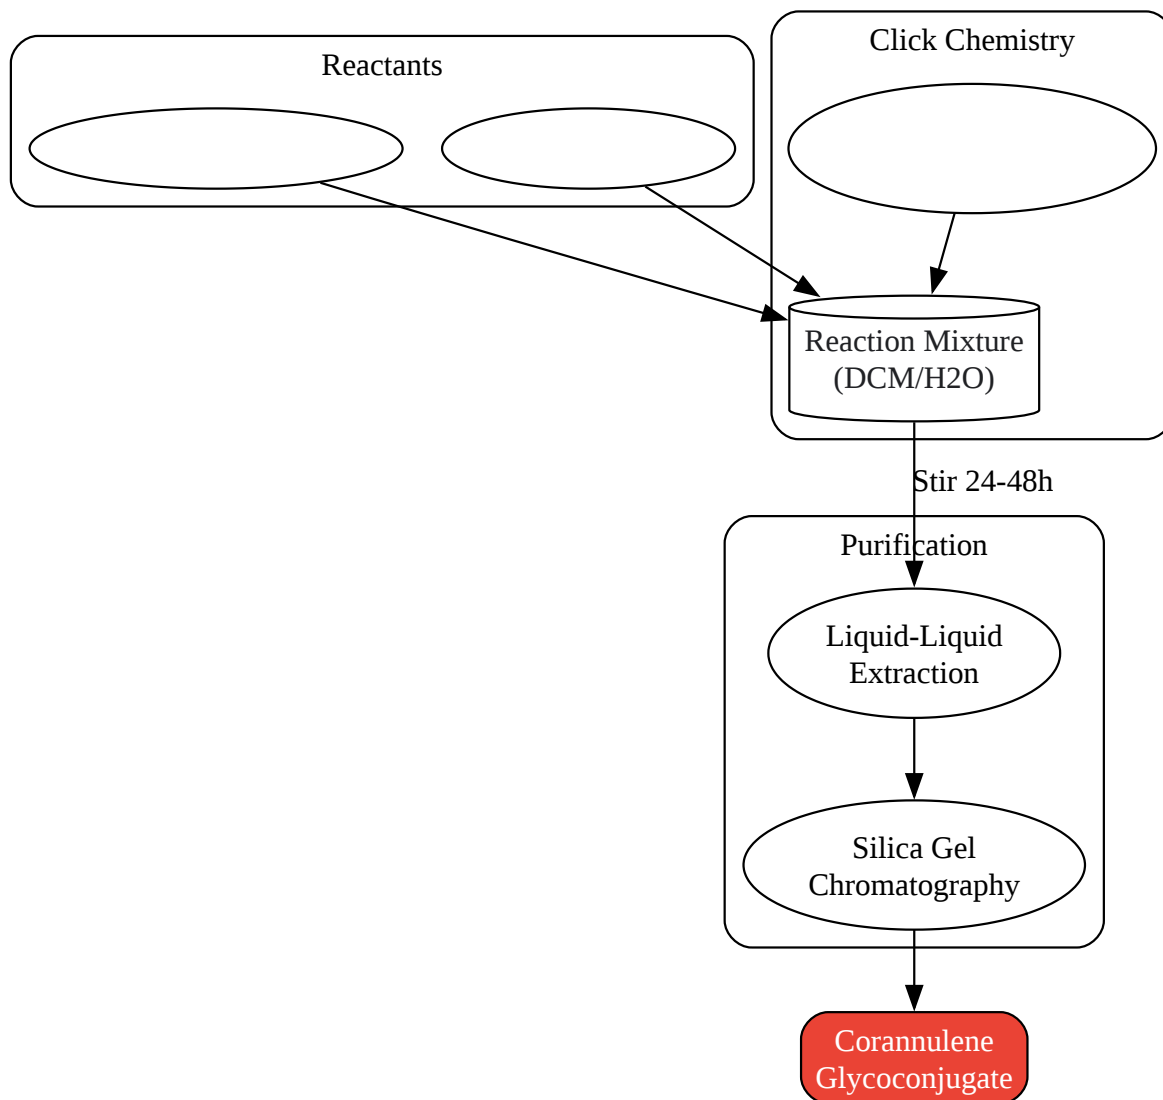 Reactants
Click Chemistry
Reaction Mixture
(DCM/H2O)
Stir 24-48h
Purification
Liquid-Liquid
Extraction
Silica Gel
Chromatography
Corannulene
Glycoconjugate